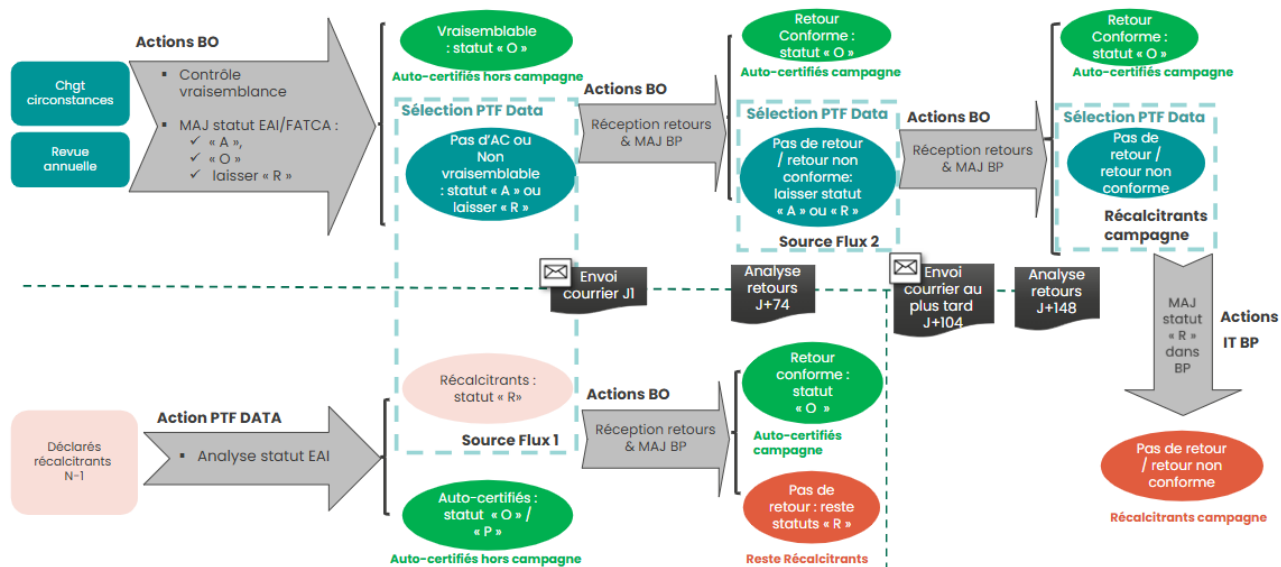 Actions BO
Chgt
circonstances
Revue
annuelle
▪ Contrôle
vraisemblance
▪ MAJ statut EAI/FATCA :
✓ « A »,
✓ « O »
✓ laisser « R »
Vraisemblable
: statut « O »
Auto-certifiés hors campagne
Sélection PTF Data
Pas d'AC ou
Non
vraisemblable
: statut « A » ou
laisser « R »
Actions BO
Réception retours
& MAJ BP
Retour
Conforme :
statut « O »
Auto-certifiés campagne
Sélection PTF Data
Pas de retour
/ retour non
conforme:
laisser statut
« A » ou « R »
Source Flux 2
Actions BO
Réception retours
& MAJ BP
Retour
Conforme :
statut « O »
Auto-certifiés campagne
Sélection PTF Data
Pas de
retour /
retour non
conforme
Récalcitrants
campagne
Envoi
courrier J1
Analyse
retours
J+74
Envoi
courrier au
plus tard
J+104
Analyse
retours
J+148
MAJ
statut
« R »
dans
BP
Actions
IT BP
Déclarés
récalcitrants
N-1
Action PTF DATA
▪ Analyse statut EAI
Récalcitrants :
statut « R»
Source Flux 1
Auto-certifiés :
statut « O » /
« P »
Auto-certifiés hors campagne
Actions BO
Réception retours
& MAJ BP
Retour
conforme :
statut
« O »
Auto-certifiés
campagne
Pas de
retour : reste
statuts « R »
Reste Récalcitrants
Pas de retour
/ retour non
conforme
Récalcitrants campagne